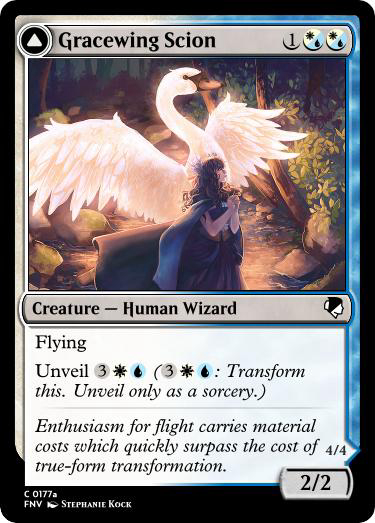 Gracewing Scion 1
Creature — Human Wizard
Flying
Unveil 3 (3: Transform
this. Unveil only as a sorcery.)
Enthusiasm for flight carries material
costs which quickly surpass the cost of
true-form transformation.
4/4
2/2
C 0177a
FNV Stephanie Kock